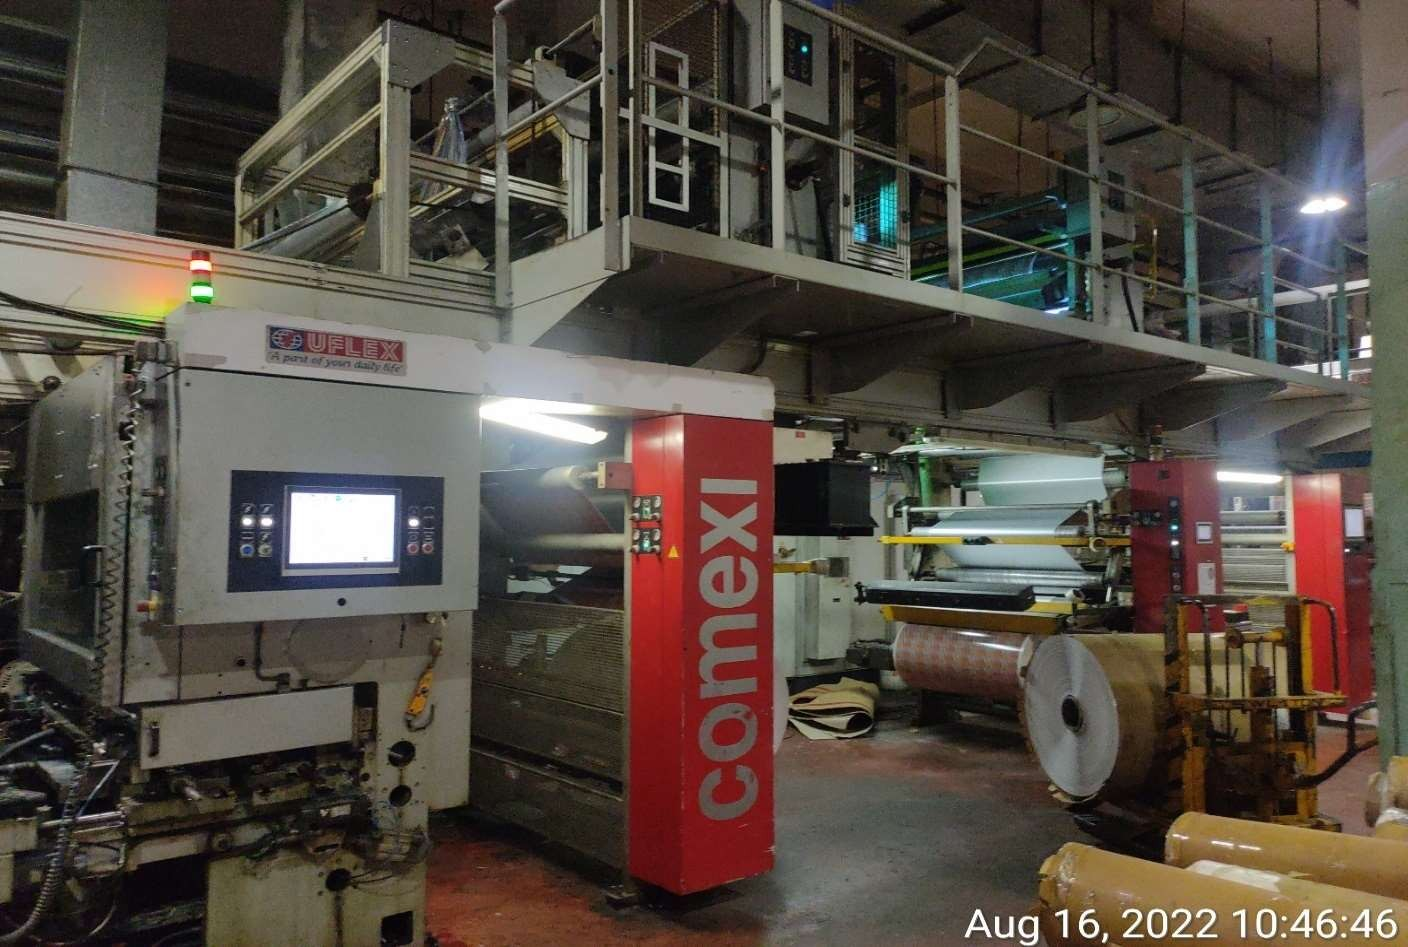 UFLEX
'A part of your daily life'
comexi
Aug 16, 2022 10:46:46